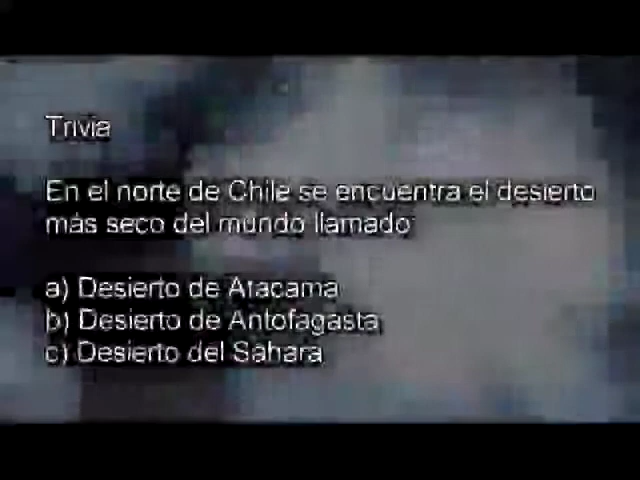 Trivia
En el norte de Chile se encuentra el desierto
más seco del mundo llamado
a) Desierto de Atacama
b) Desierto de Antofagasta
c) Desierto del Sahara